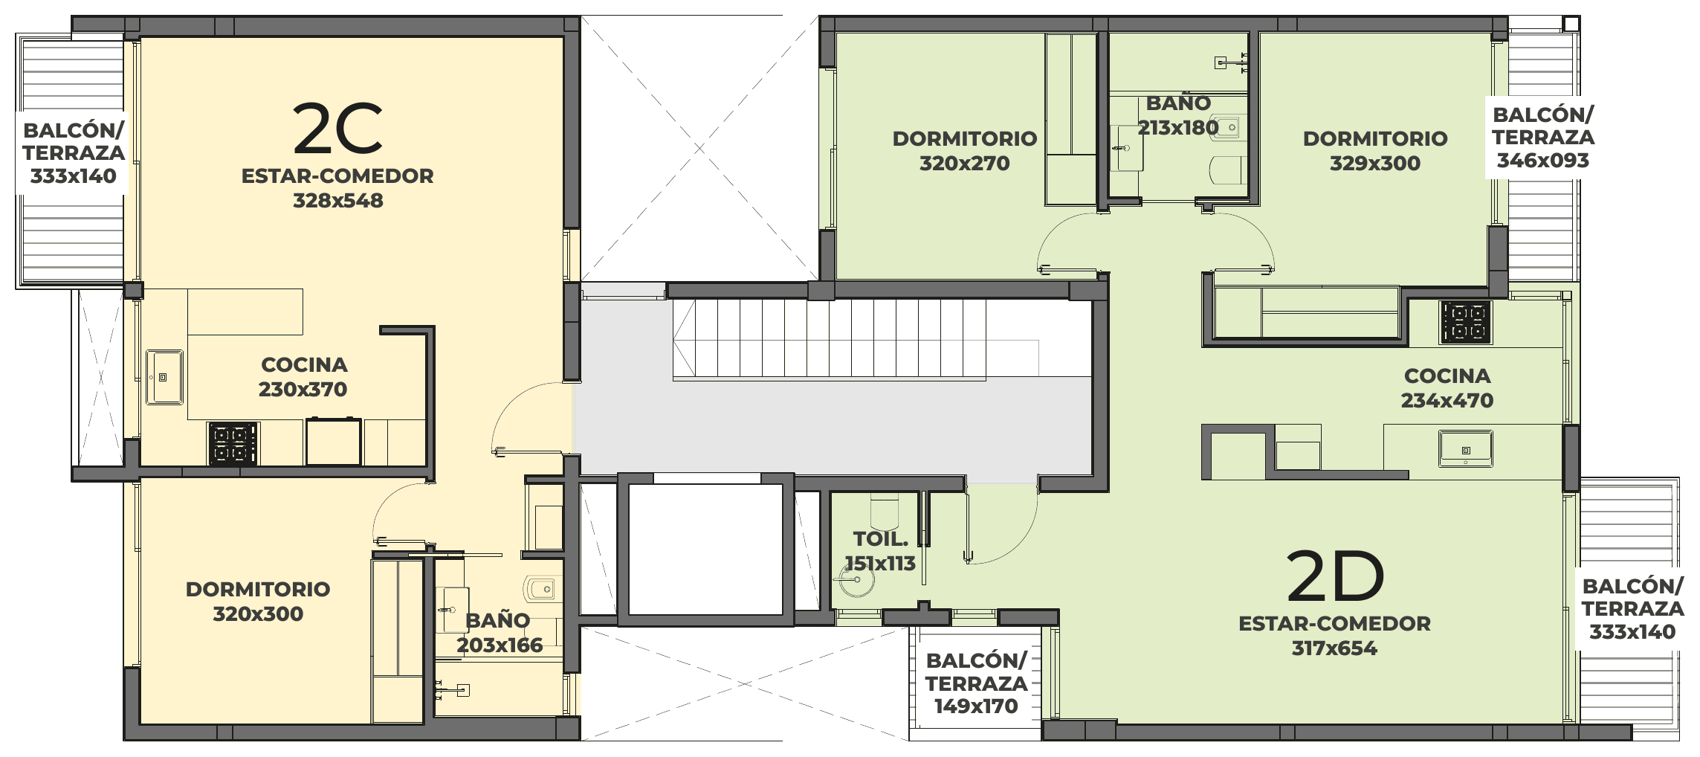 BALCÓN/
TERRAZA
333x140
2C
ESTAR-COMEDOR
328x548
COCINA
230x370
DORMITORIO
320x300
BAÑO
203x166
DORMITORIO
320x270
BAÑO
213x180
DORMITORIO
329x300
BALCÓN/
TERRAZA
346x093
COCINA
234x470
TOIL.
151x113
2D
ESTAR-COMEDOR
317x654
BALCÓN/
TERRAZA
149x170
BALCÓN/
TERRAZA
333x140